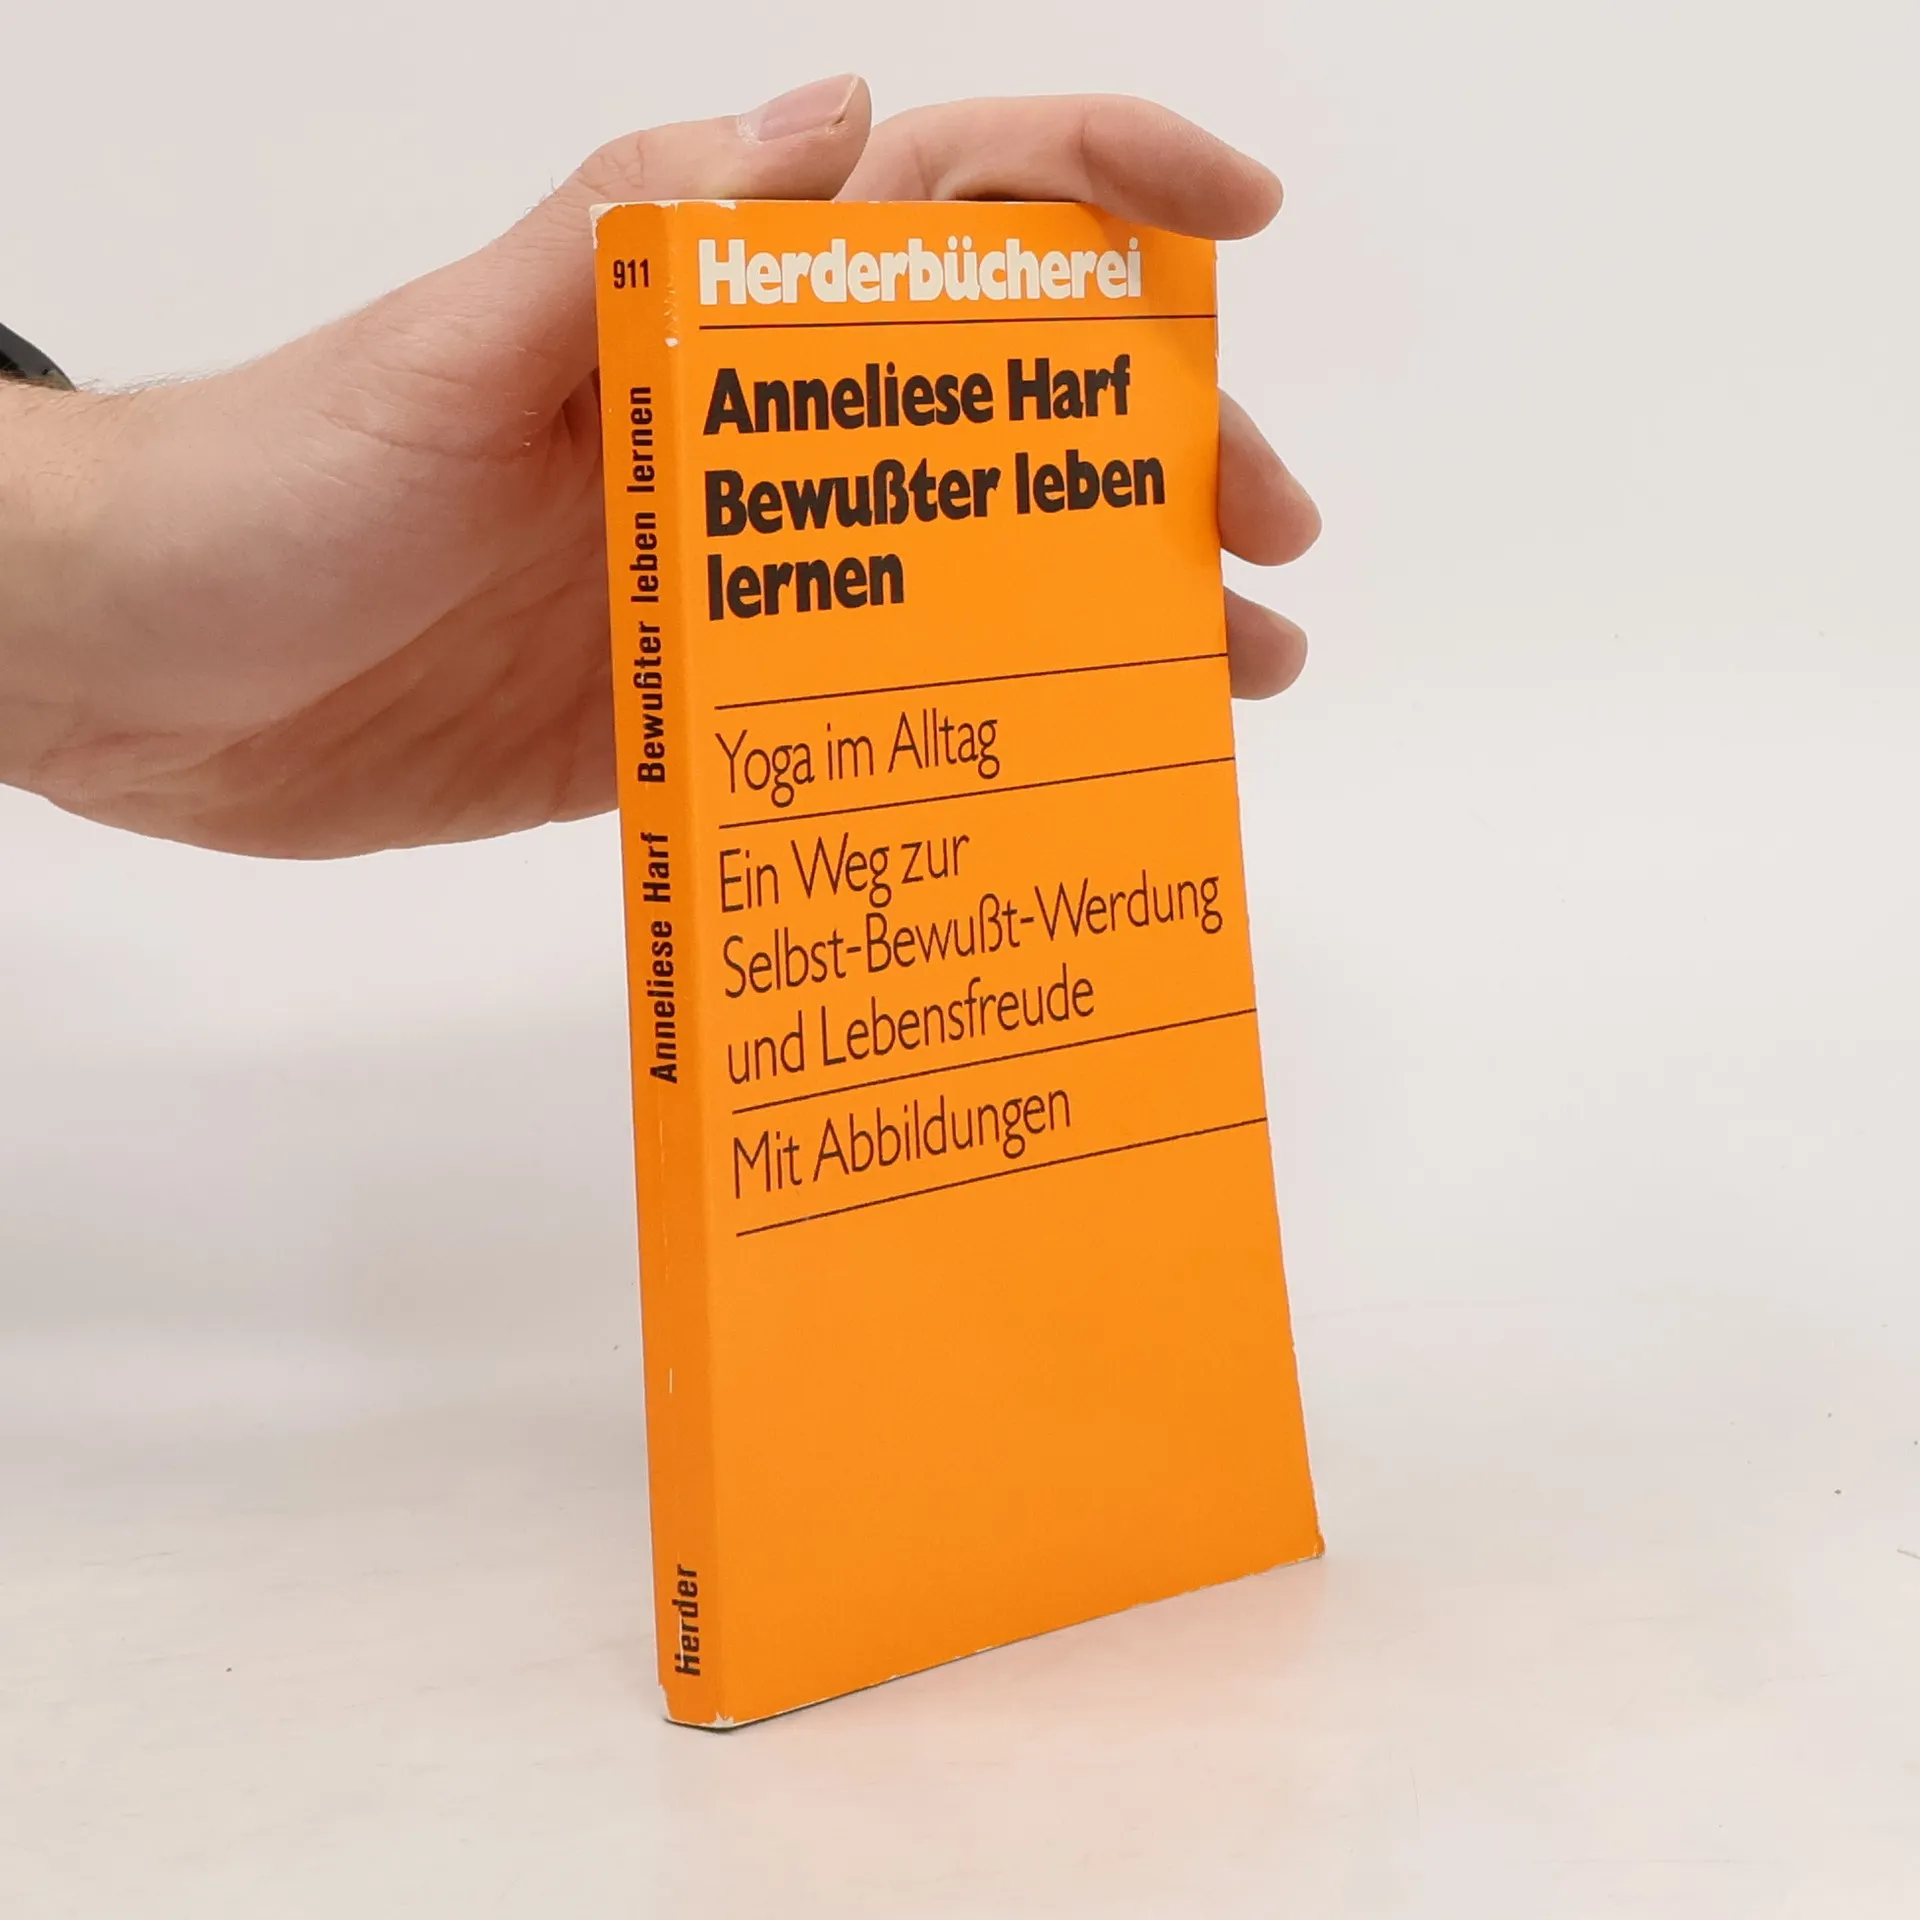 Herderbücherei
Anneliese Harf
Bewußter leben
lernen
Yoga im Alltag
Ein Weg zur
Selbst-Bewußt-Werdung
und Lebensfreude
Mit Abbildungen
911
Anneliese Harf Bewußter leben lernen
Herder